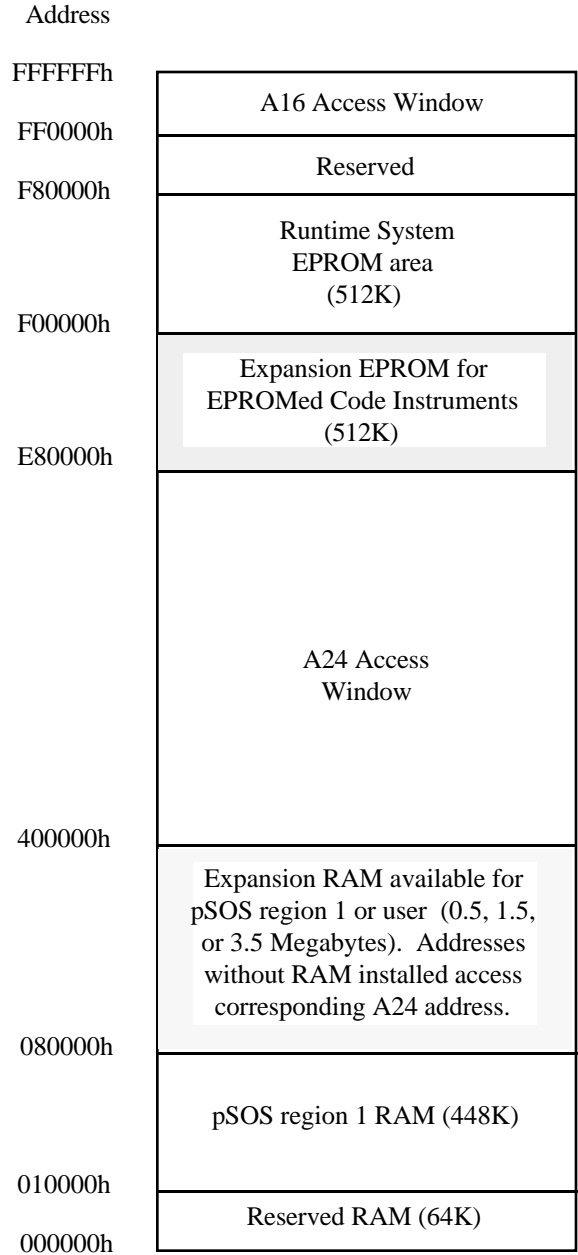 Address
FFFFFFh
A16 Access Window
FF0000h
Reserved
F80000h
Runtime System
EPROM area
(512K)
F00000h
Expansion EPROM for
EPROMed Code Instruments
(512K)
E80000h
A24 Access
Window
400000h
Expansion RAM available for
pSOS region 1 or user (0.5, 1.5,
or 3.5 Megabytes). Addresses
without RAM installed access
corresponding A24 address.
080000h
pSOS region 1 RAM (448K)
010000h
Reserved RAM (64K)
000000h